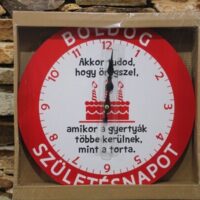 BOLDOG
Akkor tudod,
hogy öregszel,
amikor a gyertyák
többe kerülnek,
mint a torta.
SZÜLETÉSNAPOT